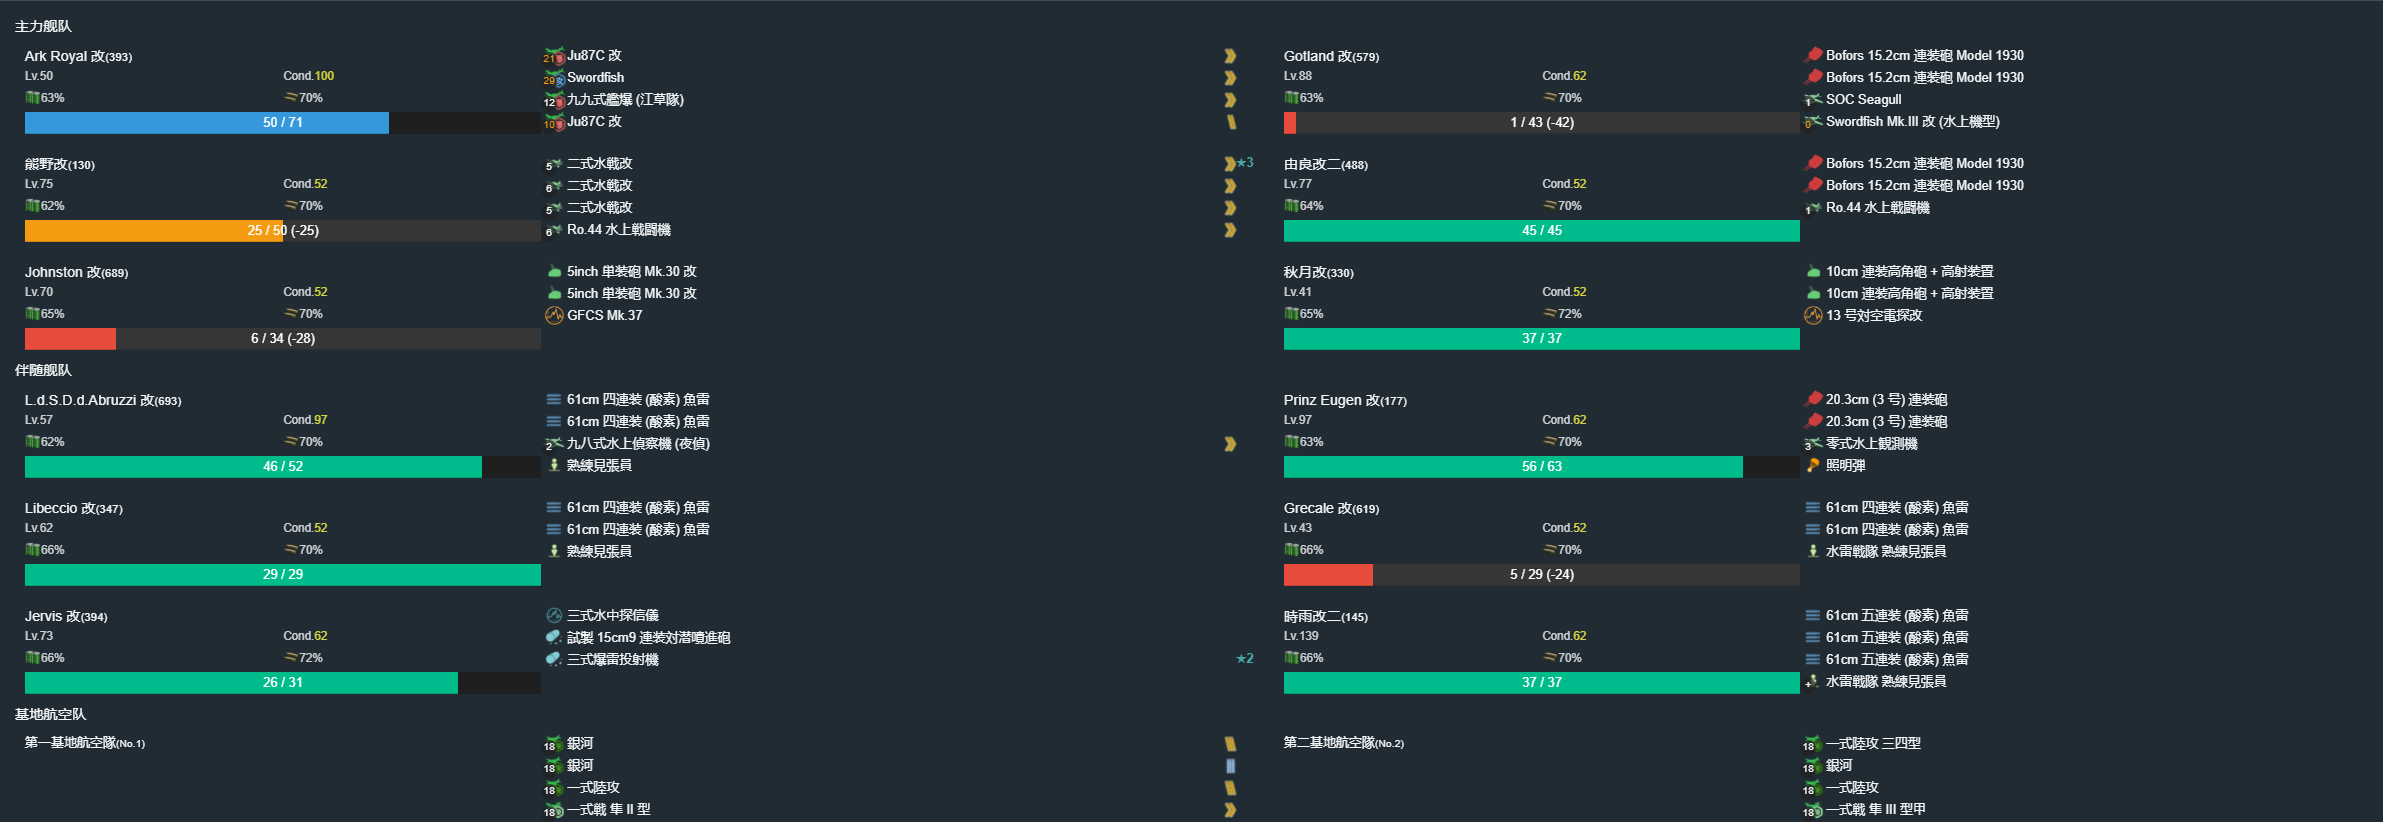 主力舰队
Ark Royal 改(393)
Lv.50 Cond.100
63% 70%
50 / 71
21 Ju87C 改
29 Swordfish
12 九九式艦爆 (江草隊)
10 Ju87C 改
Gotland 改(579)
Lv.88 Cond.62
63% 70%
1 / 43 (-42)
Bofors 15.2cm 連装砲 Model 1930
Bofors 15.2cm 連装砲 Model 1930
1 SOC Seagull
0 Swordfish Mk.III 改 (水上機型)
熊野改(130)
Lv.75 Cond.52
62% 70%
25 / 50 (-25)
5 二式水戦改 ★3
6 二式水戦改
5 二式水戦改
6 Ro.44 水上戦闘機
由良改二(488)
Lv.77 Cond.52
64% 70%
45 / 45
Bofors 15.2cm 連装砲 Model 1930
Bofors 15.2cm 連装砲 Model 1930
1 Ro.44 水上戦闘機
Johnston 改(689)
Lv.70 Cond.52
65% 70%
6 / 34 (-28)
5inch 単装砲 Mk.30 改
5inch 単装砲 Mk.30 改
GFCS Mk.37
秋月改(330)
Lv.41 Cond.52
65% 72%
37 / 37
10cm 連装高角砲 + 高射装置
10cm 連装高角砲 + 高射装置
13 号対空電探改
伴随舰队
L.d.S.D.d.Abruzzi 改(693)
Lv.57 Cond.97
62% 70%
46 / 52
61cm 四連装 (酸素) 魚雷
61cm 四連装 (酸素) 魚雷
2 九八式水上偵察機 (夜偵)
熟練見張員
Prinz Eugen 改(177)
Lv.97 Cond.62
63% 70%
56 / 63
20.3cm (3 号) 連装砲
20.3cm (3 号) 連装砲
3 零式水上観測機
照明弾
Libeccio 改(347)
Lv.62 Cond.52
66% 70%
29 / 29
61cm 四連装 (酸素) 魚雷
61cm 四連装 (酸素) 魚雷
熟練見張員
Grecale 改(619)
Lv.43 Cond.52
66% 70%
5 / 29 (-24)
61cm 四連装 (酸素) 魚雷
61cm 四連装 (酸素) 魚雷
水雷戦隊 熟練見張員
Jervis 改(394)
Lv.73 Cond.62
66% 72%
26 / 31
三式水中探信儀
試製 15cm9 連装対潜噴進砲
三式爆雷投射機 ★2
時雨改二(145)
Lv.139 Cond.62
66% 70%
37 / 37
61cm 五連装 (酸素) 魚雷
61cm 五連装 (酸素) 魚雷
61cm 五連装 (酸素) 魚雷
+ 水雷戦隊 熟練見張員
基地航空队
第一基地航空隊(No.1)
18 銀河
18 銀河
18 一式陸攻
18 一式戦 隼 II 型
第二基地航空隊(No.2)
18 一式陸攻 三四型
18 銀河
18 一式陸攻
18 一式戦 隼 III 型甲